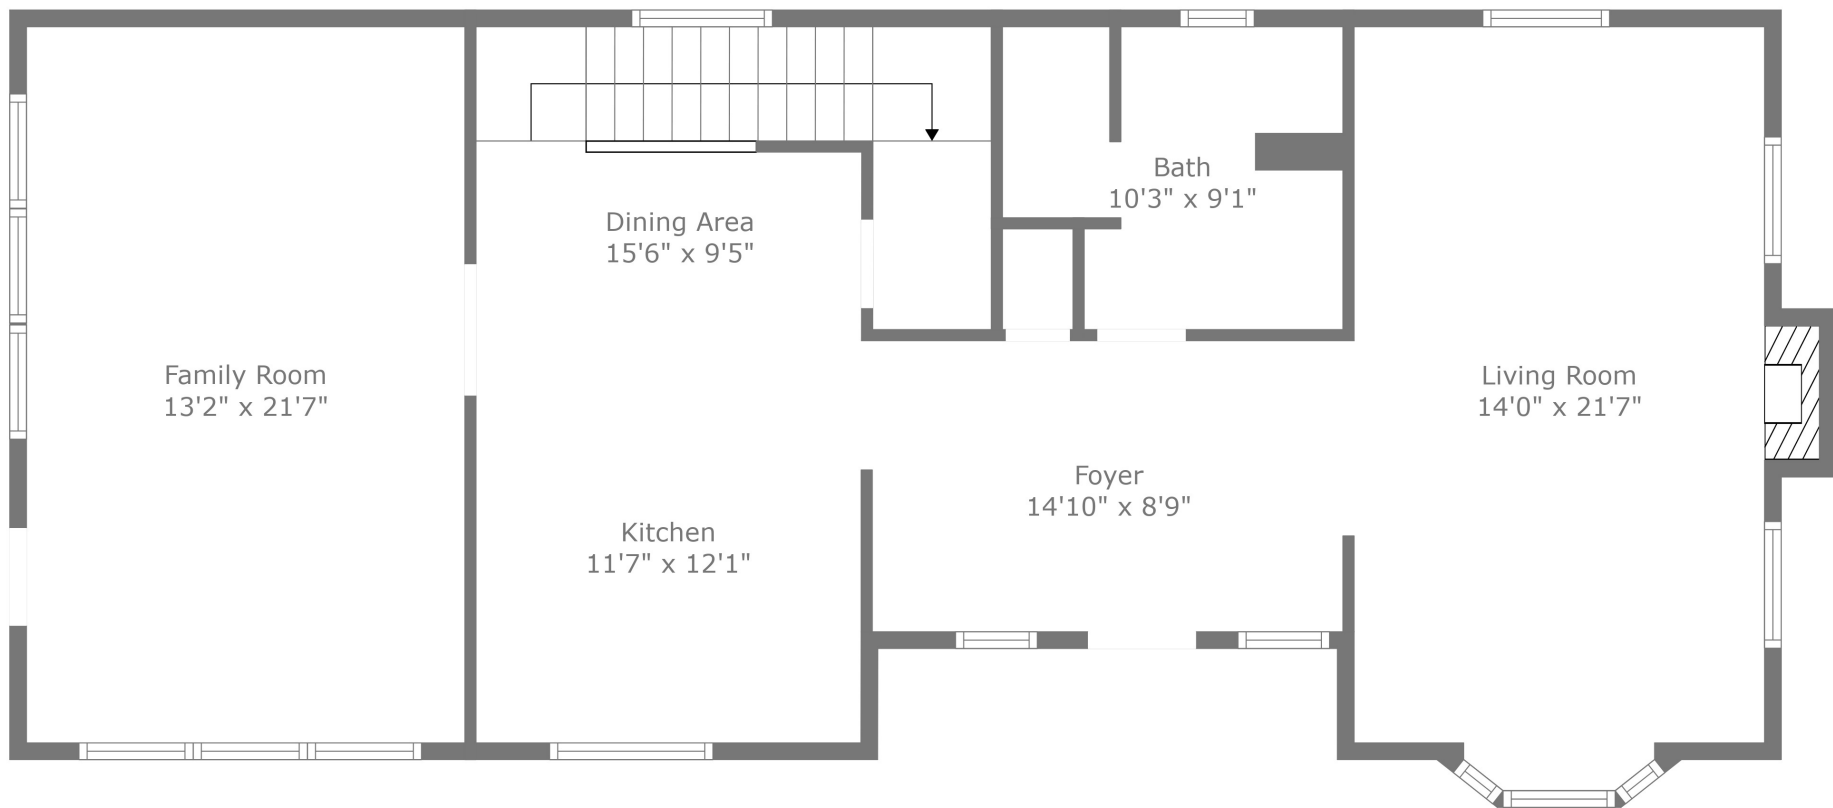 Bath
10'3" x 9'1"
Dining Area
15'6" x 9'5"
Family Room
13'2" x 21'7"
Living Room
14'0" x 21'7"
Foyer
14'10" x 8'9"
Kitchen
11'7" x 12'1"